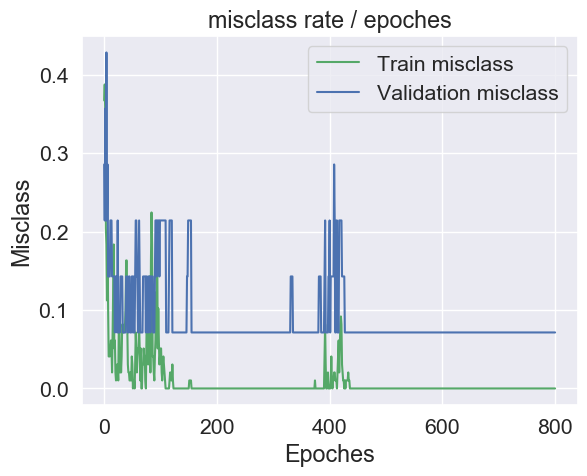 misclass rate / epoches
Train misclass
Validation misclass
Misclass
0.4
0.3
0.2
0.1
0.0
0
200
400
600
800
Epoches